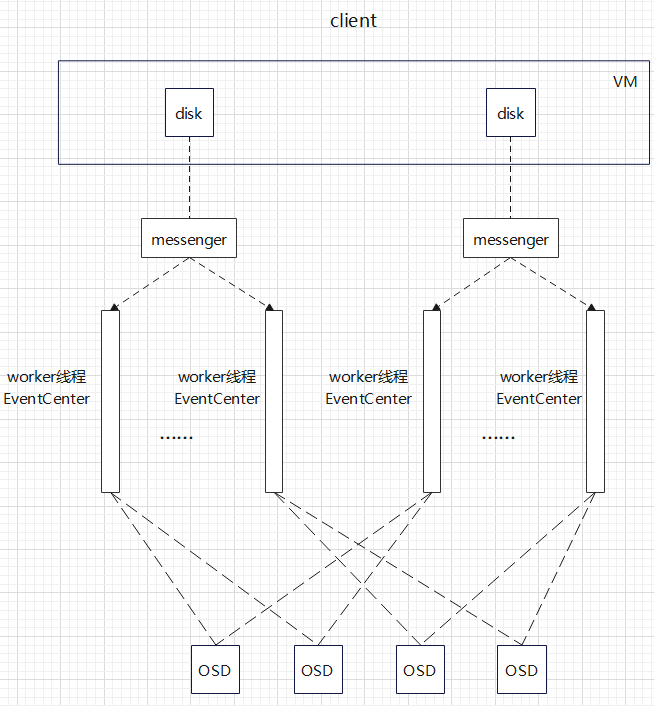 client
VM
disk
disk
messenger
messenger
worker线程
EventCenter
worker线程
EventCenter
worker线程
EventCenter
worker线程
EventCenter
……
……
OSD
OSD
OSD
OSD